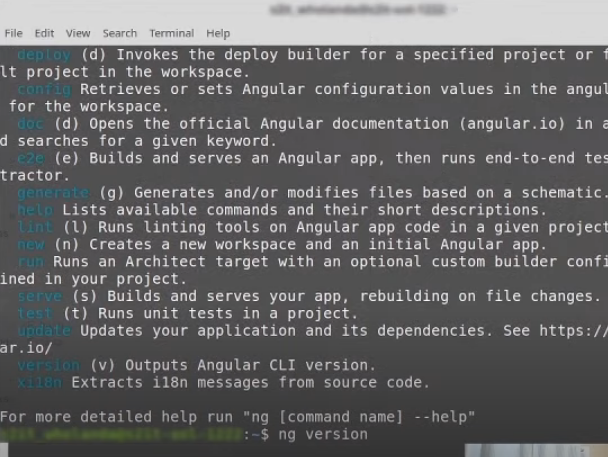 File Edit View Search Terminal Help
deploy (d) Invokes the deploy builder for a specified project or f
lt project in the workspace.
config Retrieves or sets Angular configuration values in the angul
for the workspace.
doc (d) Opens the official Angular documentation (angular.io) in a
d searches for a given keyword.
e2e (e) Builds and serves an Angular app, then runs end-to-end tes
tractor.
generate (g) Generates and/or modifies files based on a schematic.
help Lists available commands and their short descriptions.
lint (l) Runs linting tools on Angular app code in a given project
new (n) Creates a new workspace and an initial Angular app.
run Runs an Architect target with an optional custom builder confi
ined in your project.
serve (s) Builds and serves your app, rebuilding on file changes.
test (t) Runs unit tests in a project.
update Updates your application and its dependencies. See https://
ar.io/
version (v) Outputs Angular CLI version.
xi18n Extracts i18n messages from source code.
For more detailed help run "ng [command name] --help"
:~$ ng version